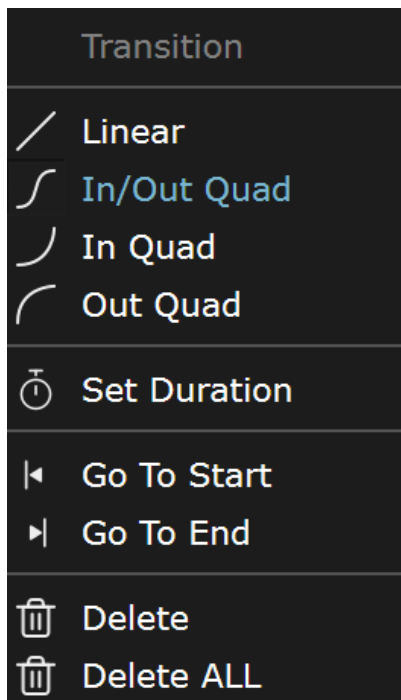 Transition
Linear
In/Out Quad
In Quad
Out Quad
Set Duration
Go To Start
Go To End
Delete
Delete ALL